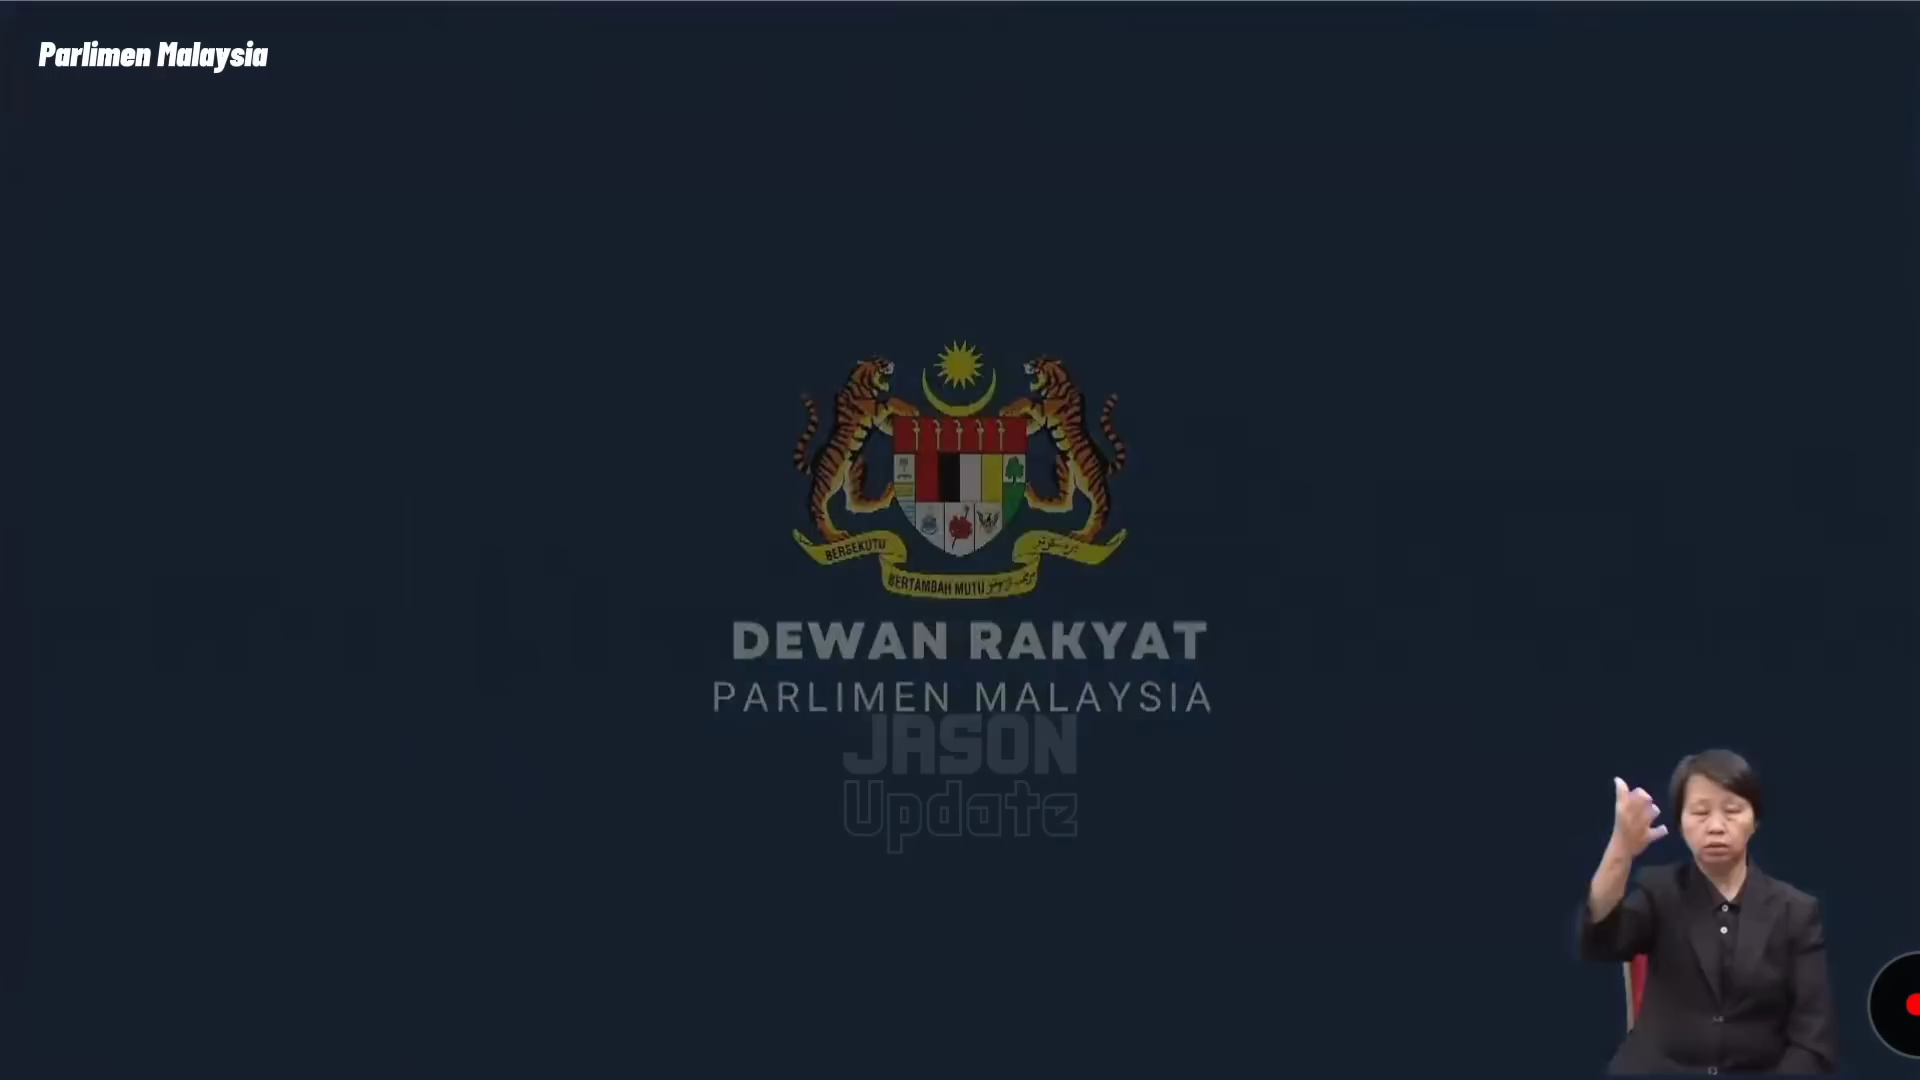 Parlimen Malaysia
BERSEKUTU
BERTAMBAH MUTU
DEWAN RAKYAT
PARLIMEN MALAYSIA
JASON
Update